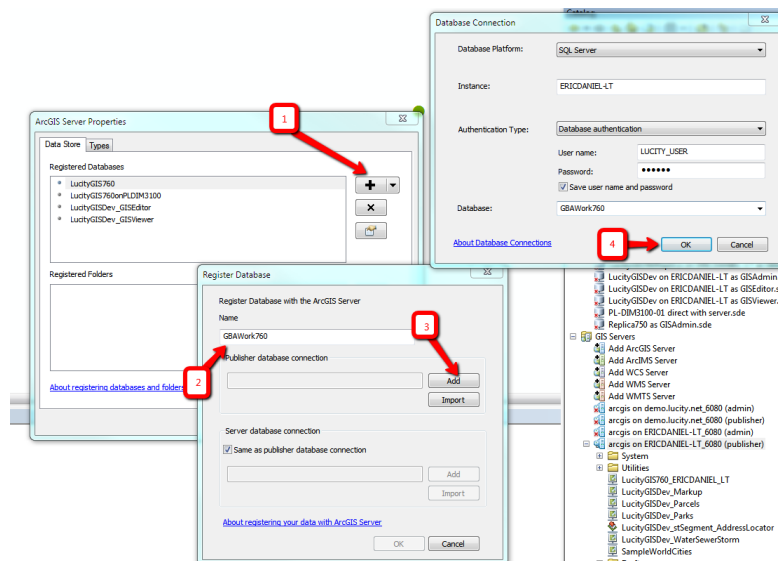 Catalog
Database Connection
Database Platform:
SQL Server
Instance:
ERICDANIEL-LT
Authentication Type:
Database authentication
User name:
LUCITY_USER
Password:
Save user name and password
Database:
GBAWork760
About Database Connections
4
OK
Cancel
ArcGIS Server Properties
1
Data Store
Types
Registered Databases
LucityGIS760
LucityGIS760onPLDIM3100
LucityGISDev_GISEditor
LucityGISDev_GISViewer
Registered Folders
About registering databases and folders
Register Database
Register Database with the ArcGIS Server
Name
3
GBAWork760
2
Publisher database connection
Add
Import
Server database connection
Same as publisher database connection
Add
Import
About registering your data with ArcGIS Server
OK
Cancel
LucityGISDev on ERICDANIEL-LT as GISAdmin
LucityGISDev on ERICDANIEL-LT as GISEditor.s
LucityGISDev on ERICDANIEL-LT as GISViewer.
PL-DIM3100-01 direct with server.sde
Replica750 as GISAdmin.sde
GIS Servers
Add ArcGIS Server
Add ArcIMS Server
Add WCS Server
Add WMS Server
Add WMTS Server
arcgis on demo.lucity.net_6080 (admin)
arcgis on demo.lucity.net_6080 (publisher)
arcgis on ERICDANIEL-LT_6080 (admin)
arcgis on ERICDANIEL-LT_6080 (publisher)
System
Utilities
LucityGIS760_ERICDANIEL_LT
LucityGISDev_Markup
LucityGISDev_Parcels
LucityGISDev_Parks
LucityGISDev_stSegment_AddressLocator
LucityGISDev_WaterSewerStorm
SampleWorldCities